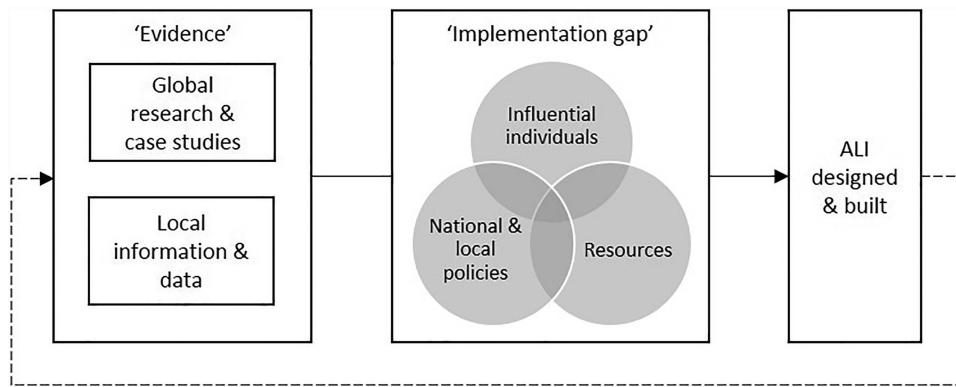 ‘Evidence’
Global
research &
case studies
Local
information &
data
‘Implementation gap’
Influential
individuals
National &
local
policies
Resources
ALI
designed
& built